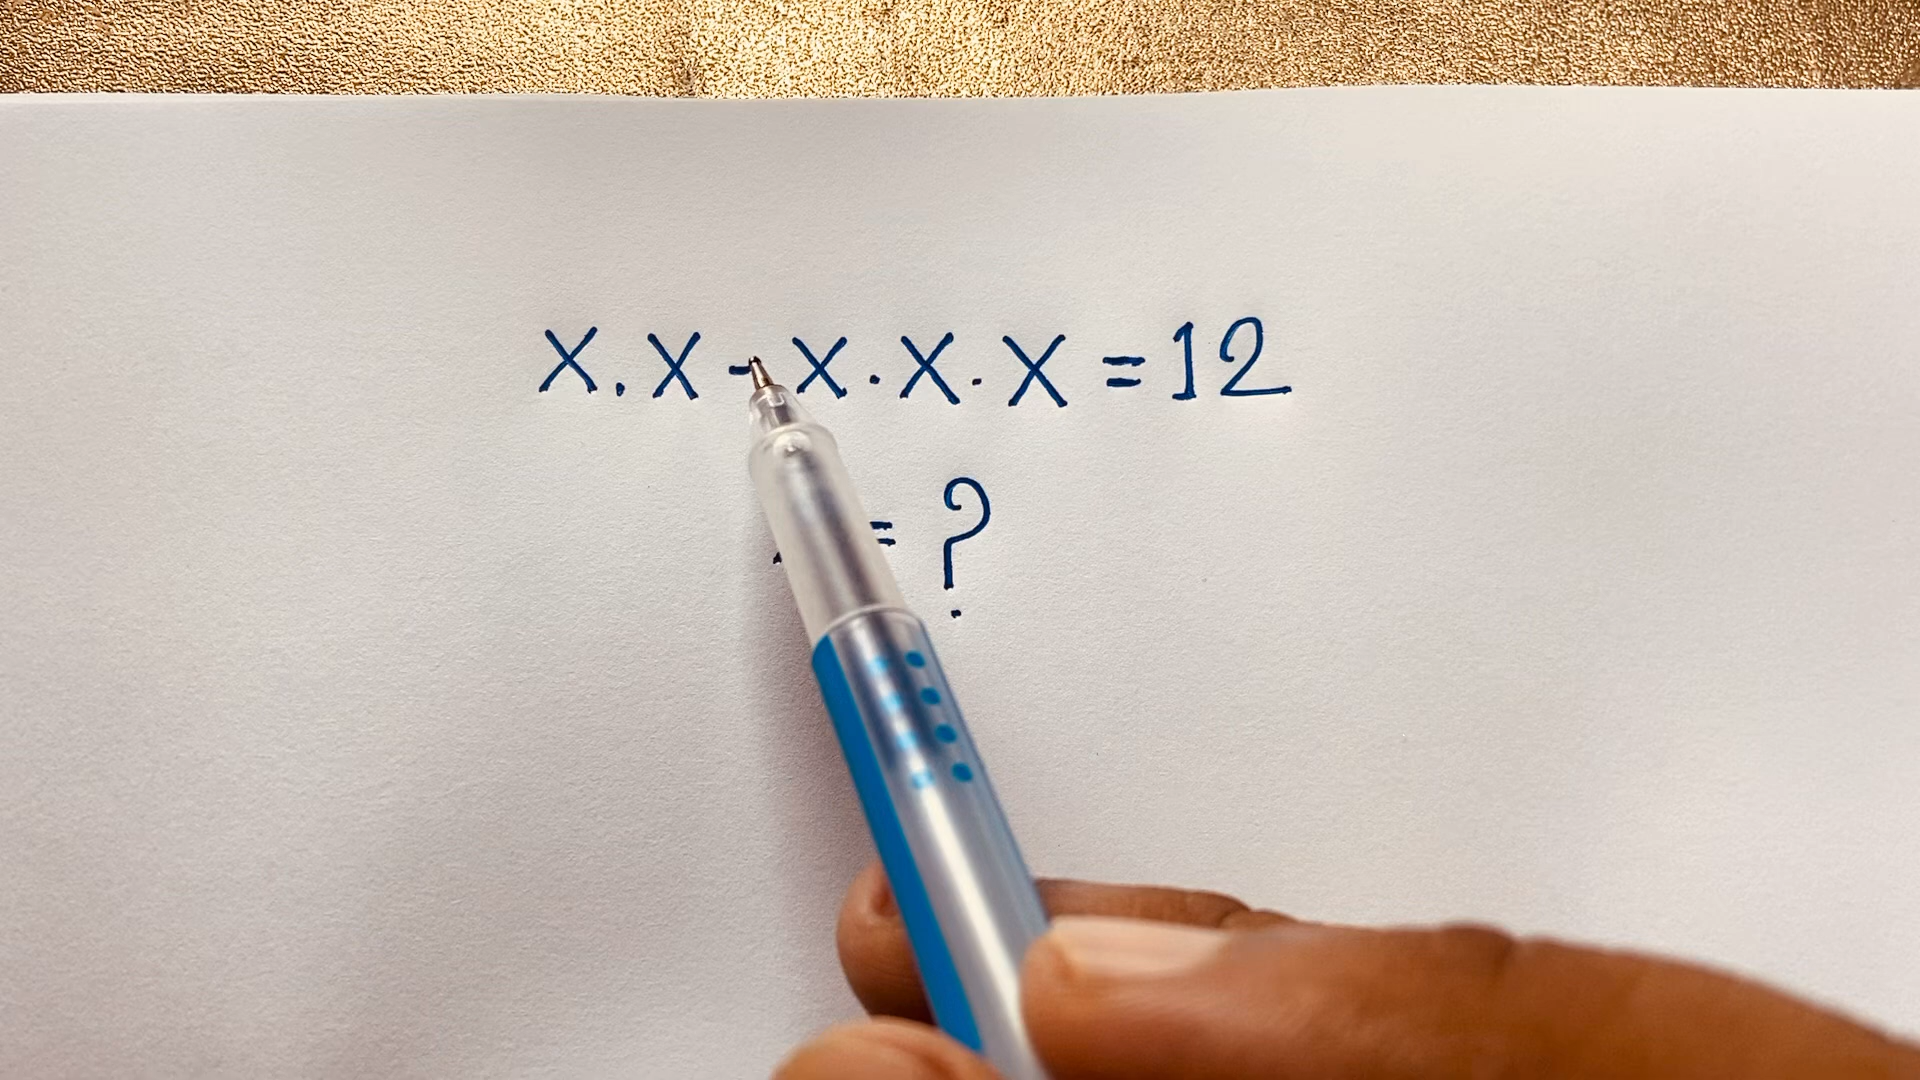 X.X - X.X.X = 12
= ?